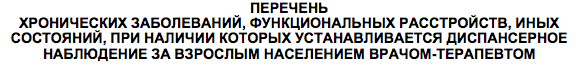 ПЕРЕЧЕНЬ
ХРОНИЧЕСКИХ ЗАБОЛЕВАНИЙ, ФУНКЦИОНАЛЬНЫХ РАССТРОЙСТВ, ИНЫХ
СОСТОЯНИЙ, ПРИ НАЛИЧИИ КОТОРЫХ УСТАНАВЛИВАЕТСЯ ДИСПАНСЕРНОЕ
НАБЛЮДЕНИЕ ЗА ВЗРОСЛЫМ НАСЕЛЕНИЕМ ВРАЧОМ-ТЕРАПЕВТОМ